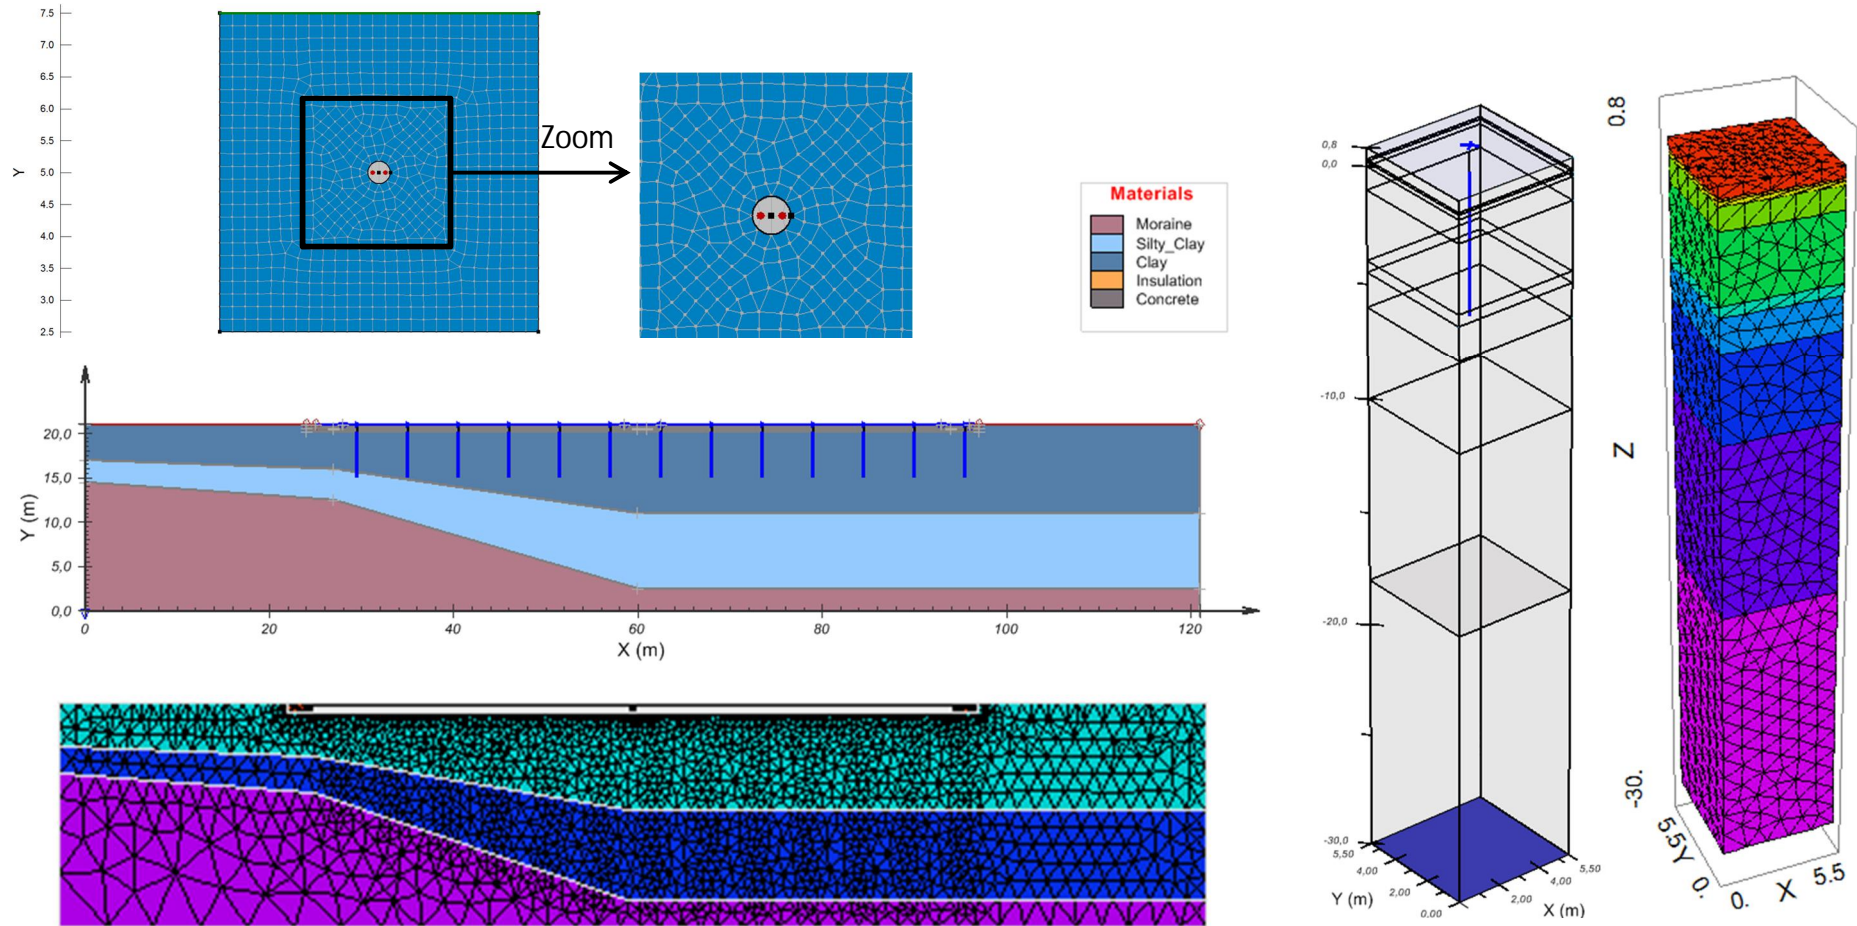 7.5
7.0
6.5
6.0
5.5
5.0
4.5
4.0
3.5
3.0
2.5
Y
Zoom
Materials
Moraine
Silty_Clay
Clay
Insulation
Concrete
20,0
15,0
10,0
5,0
0,0
Y (m)
0
20
40
60
80
100
120
X (m)
0,8
0,0
-10,0
-20,0
-30,0
5,50
4,00
2,00
0,00
Y (m)
2,00
4,00
5,50
X (m)
0.8
Z
-30.
5.5
Y
0.
0.
X
5.5